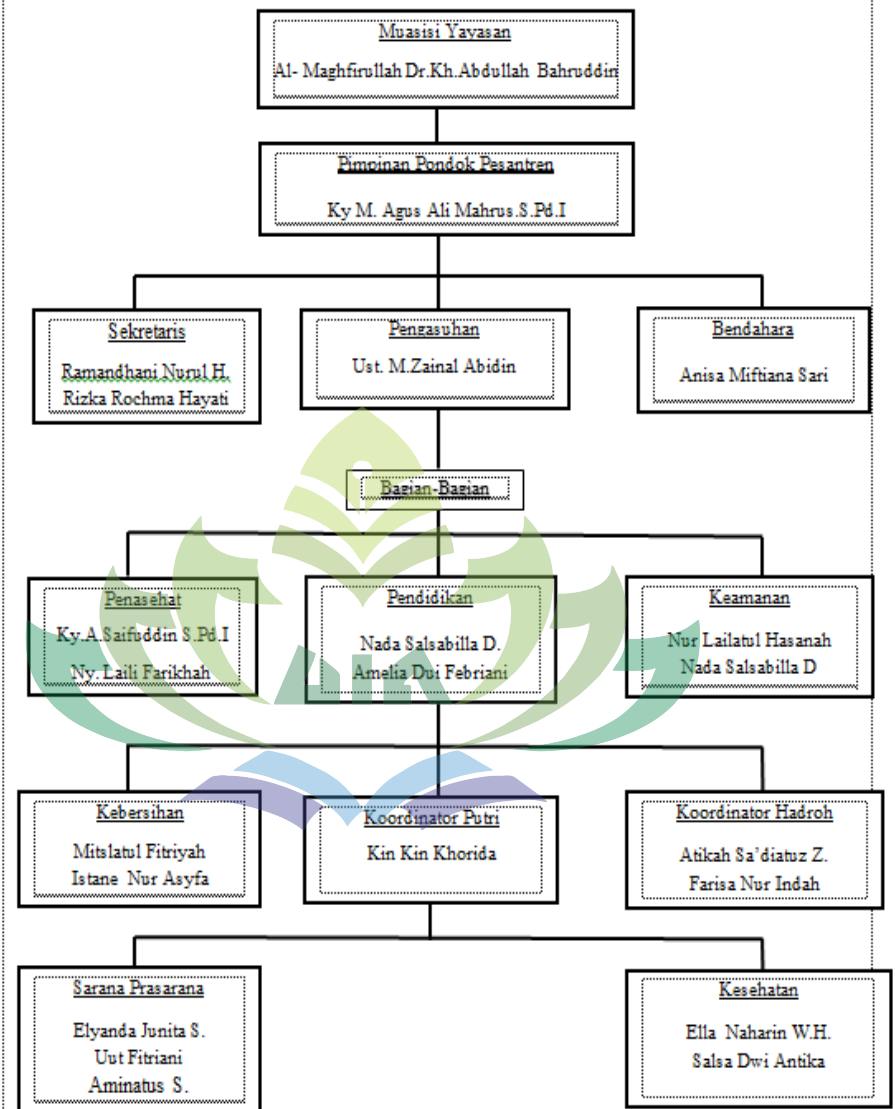 Muasisi Yayasan
Al- Maghfirullah Dr.Kh.Abdullah Bahruddin
Pimpinan Pondok Pesantren
Ky M. Agus Ali Mahrus.S.Pd.I
Sekretaris
Ramandhani Nurul H.
Rizka Rochma Hayati
Pengasuhan
Ust. M.Zainal Abidin
Bendahara
Anisa Miftiana Sari
Bagian-Bagian
Penasehat
Ky.A.Saifuddin S.Pd.I
Ny. Laili Farikhah
Pendidikan
Nada Salsabilla D.
Amelia Dui Febriani
Keamanan
Nur Lailatul Hasanah
Nada Salsabilla D
Kebersihan
Mitslatul Fitriyah
Istane Nur Asyfa
Koordinator Putri
Kin Kin Khorida
Koordinator Hadroh
Atikah Sa’diatuz Z.
Farisa Nur Indah
Sarana Prasarana
Elyanda Junita S.
Uut Fitriani
Aminatus S.
Kesehatan
Ella Naharin W.H.
Salsa Dwi Antika